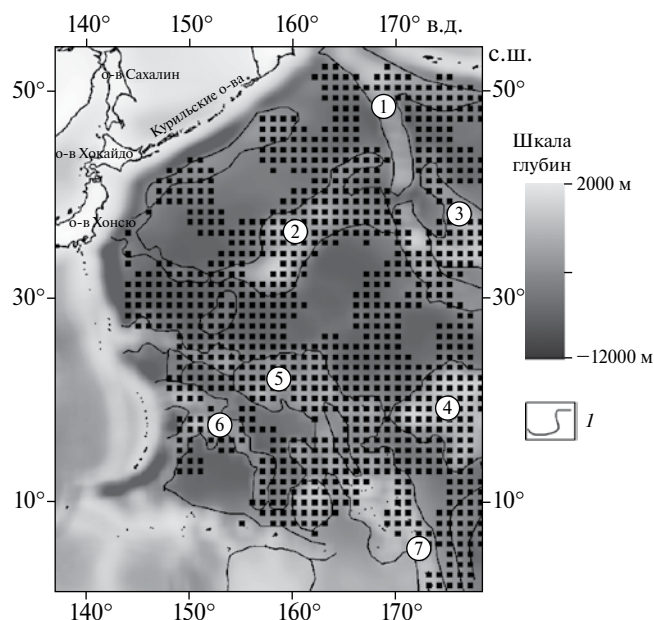 140° 150° 160° 170° в.д.
с.ш.
50° 50°
о-в Сахалин
Курильские о-ва
1
о-в Хокайдо
Шкала
глубин
2000 м
о-в Хонсю
2
3
30° 30°
−12000 м
5
4
6
1
10° 10°
7
140° 150° 160° 170°